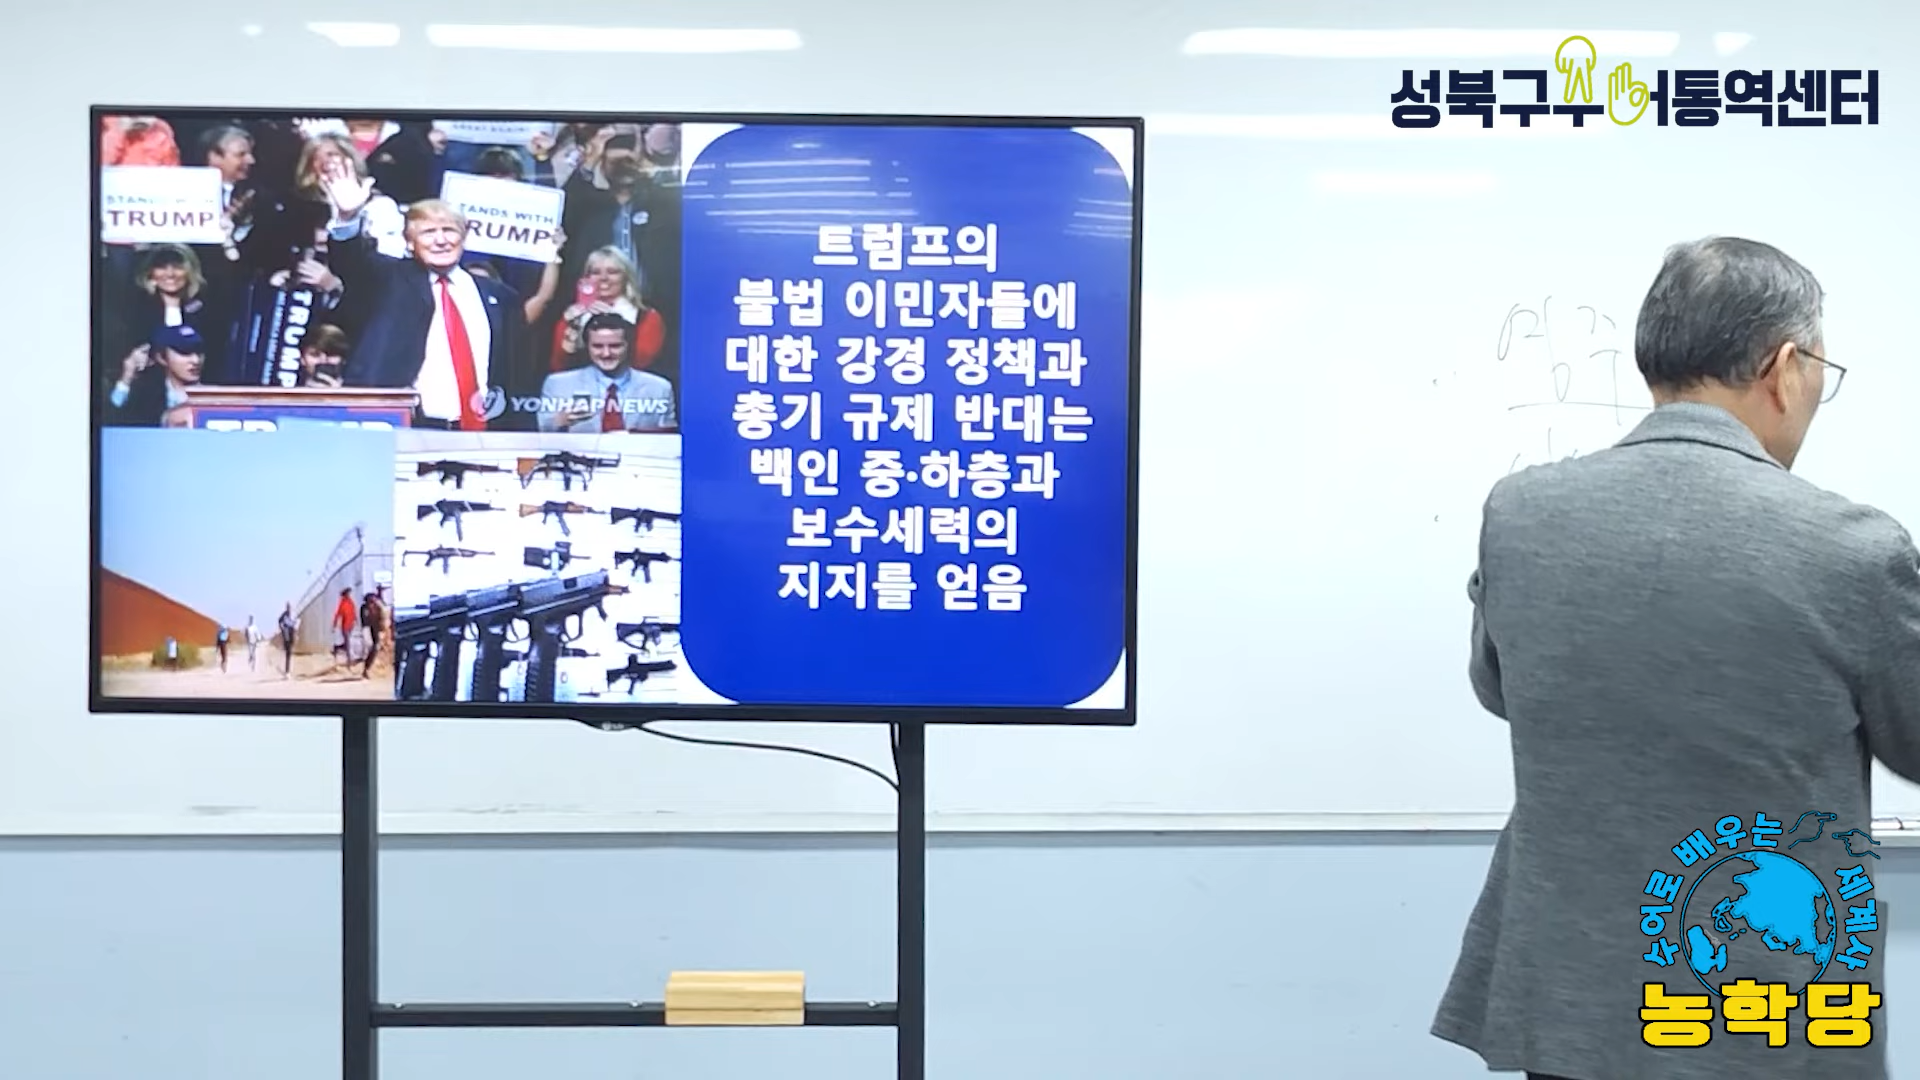 성북구수어통역센터
STANDS WITH
TRUMP
STANDS WITH
TRUMP
TRUMP
YONHAPNEWS
트럼프의
불법 이민자들에
대한 강경 정책과
총기 규제 반대는
백인 중·하층과
보수세력의
지지를 얻음
수어로 배우는 세계사
농학당